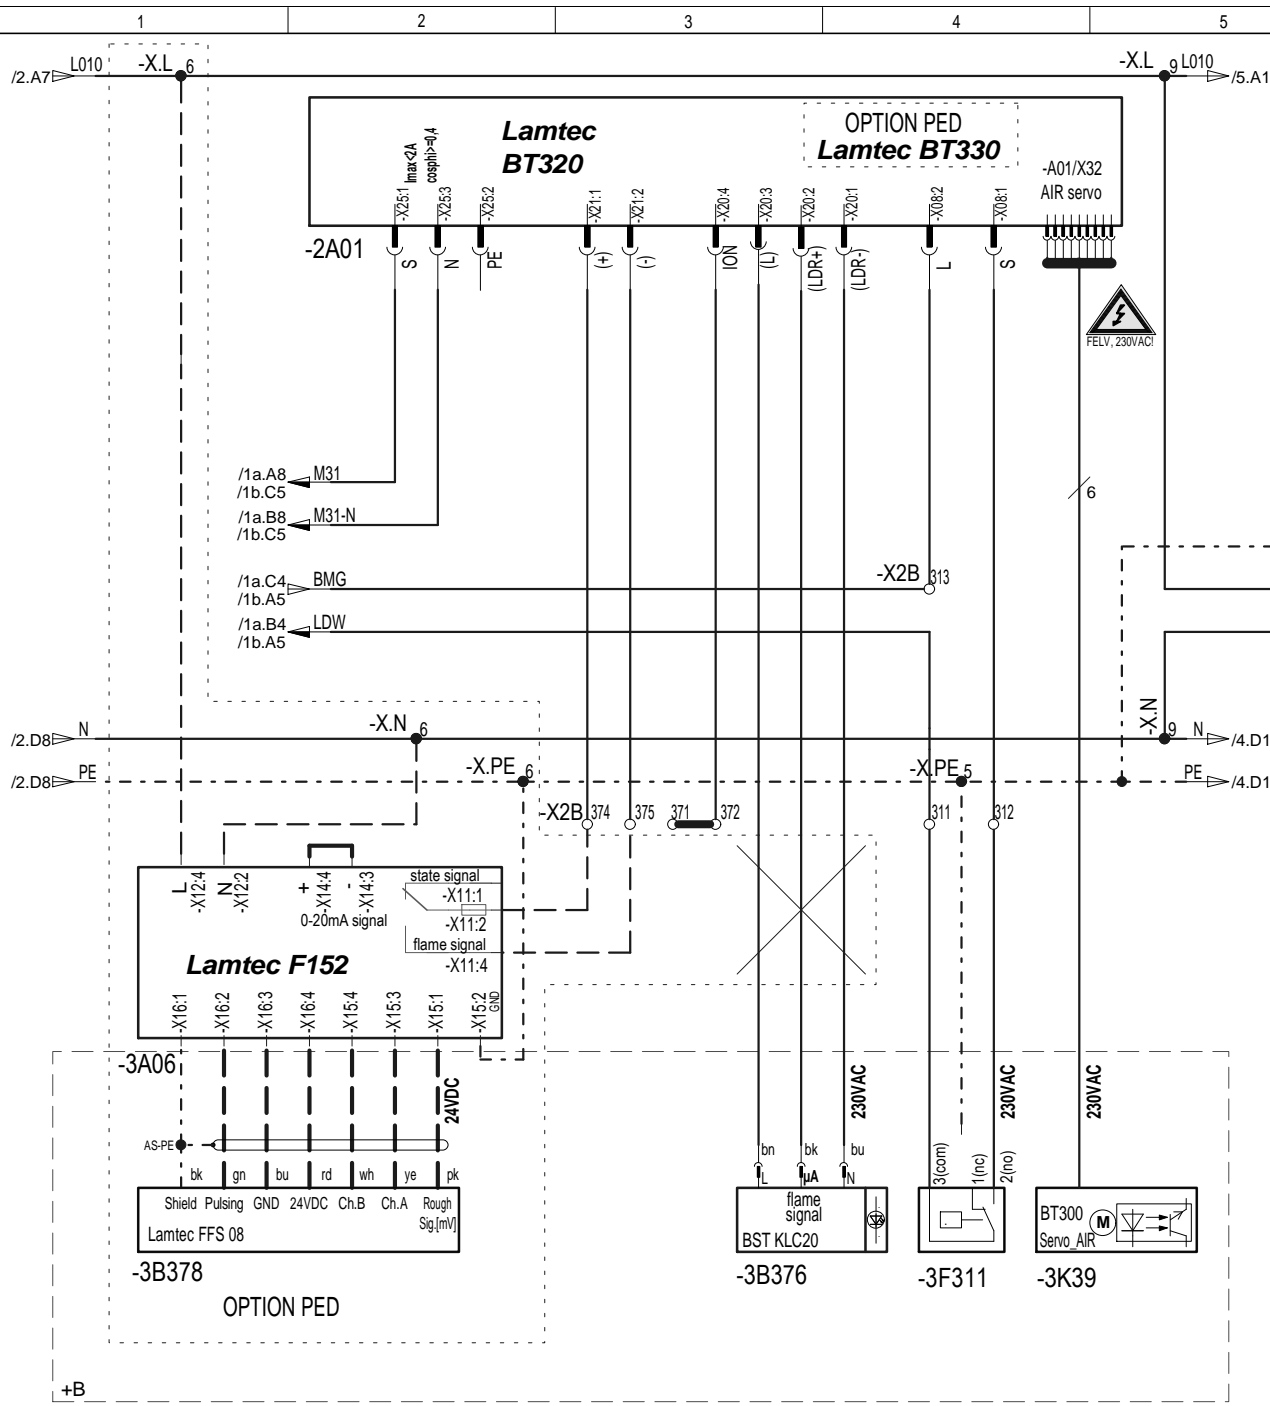 1 2 3 4 5
/2.A7 L010 -X.L 6 -X.L 9 L010 /5.A1
Imax<2A
cosphi>=0,4
Lamtec
BT320
OPTION PED
Lamtec BT330
-A01/X32
AIR servo
-X25:1 -X25:3 -X25:2 -X21:1 -X21:2 -X20:4 -X20:3 -X20:2 -X20:1 -X08:2 -X08:1
-2A01
S N PE (+) (-) ION (L) (LDR+) (LDR-) L S
FELV, 230VAC!
/1a.A8 M31
/1b.C5
6
/1a.B8 M31-N
/1b.C5
/1a.C4 BMG -X2B 313
/1b.A5
/1a.B4 LDW
/1b.A5
/2.D8 N -X.N 6 -X.N 9 N /4.D1
/2.D8 PE -X.PE 6 -X.PE 5 PE /4.D1
-X2B 374 375 371 372 311 312
L N + -
-X12:4 -X12:2 -X14:4 -X14:3
0-20mA signal
state signal
-X11:1
-X11:2
flame signal
-X11:4
Lamtec F152
-X16:1 -X16:2 -X16:3 -X16:4 -X15:4 -X15:3 -X15:1 -X15:2 GND
-3A06
24VDC 230VAC 230VAC 230VAC
AS-PE
bk gn bu rd wh ye pk
bn bk bu
L µA N
3(com) 1(nc) 2(no)
Shield Pulsing GND 24VDC Ch.B Ch.A Rough
Sig.[mV]
Lamtec FFS 08
flame
signal
BST KLC20
BT300
M
Servo_AIR
-3B378 -3B376 -3F311 -3K39
OPTION PED
+B